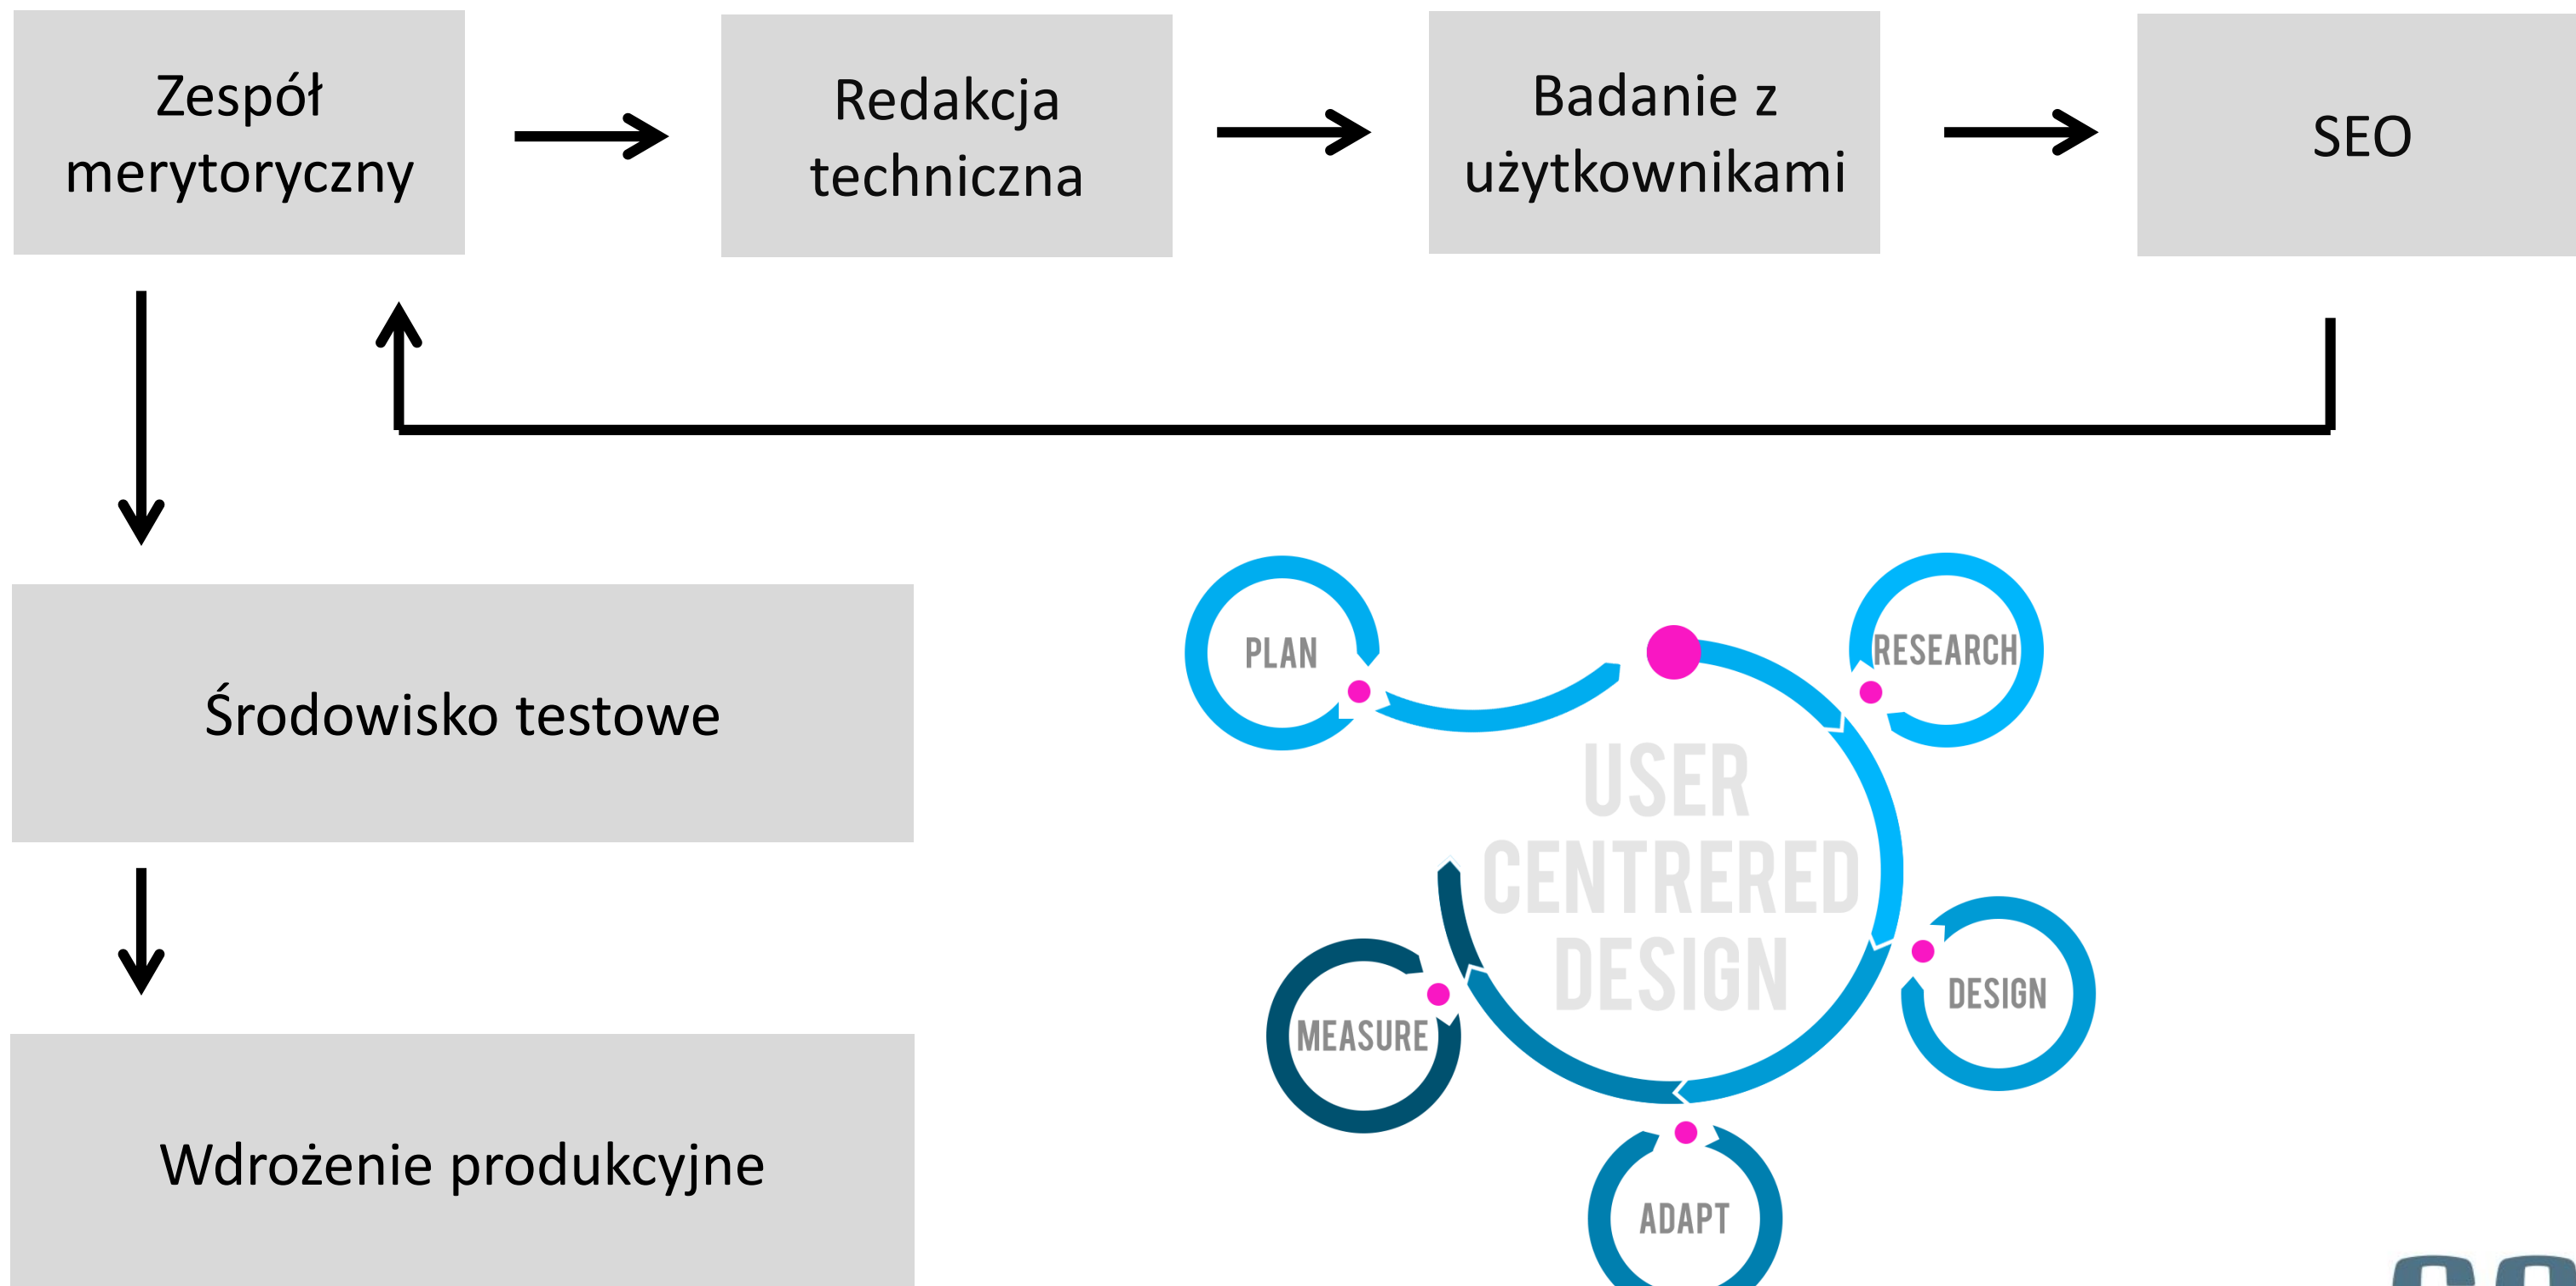 Zespół
merytoryczny
Redakcja
techniczna
Badanie z
użytkownikami
SEO
Środowisko testowe
Wdrożenie produkcyjne
PLAN
RESEARCH
USER
CENTRERED
DESIGN
DESIGN
MEASURE
ADAPT